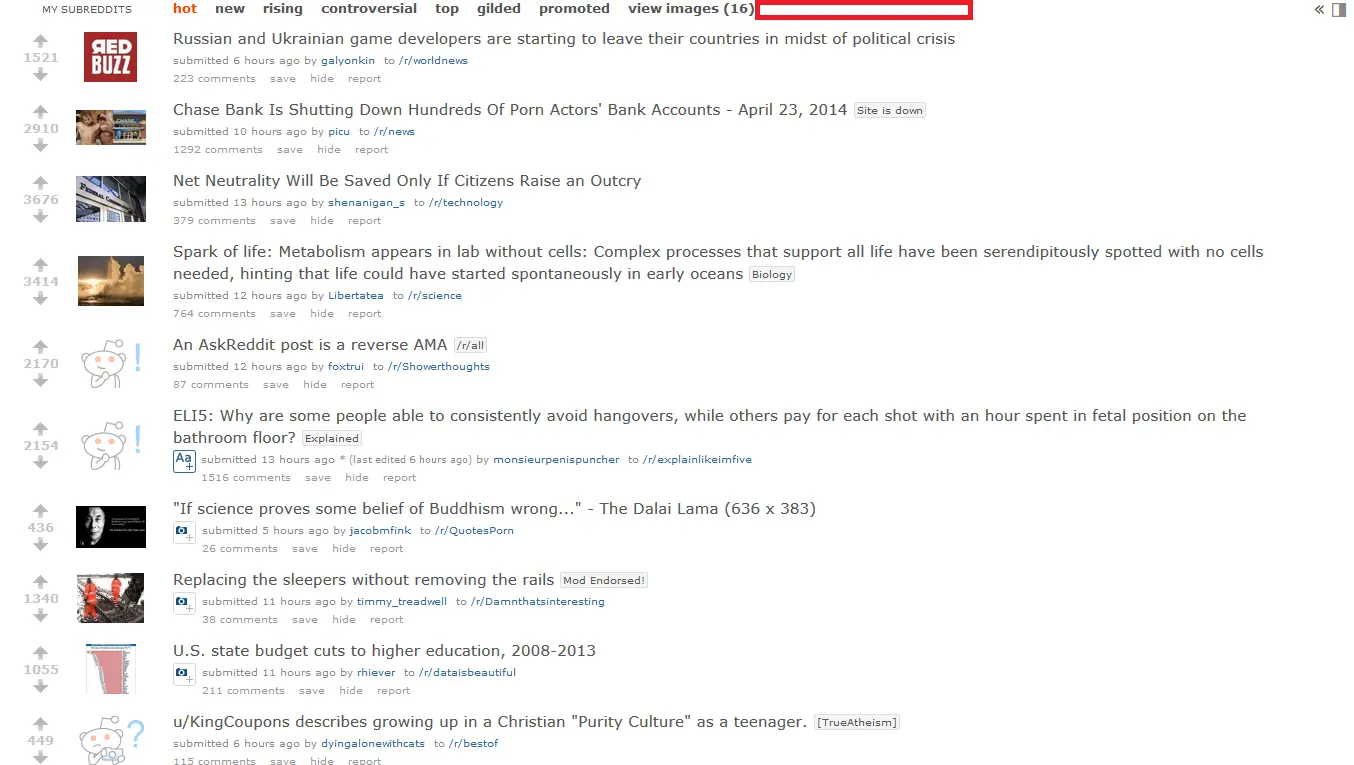 MY SUBREDDITS hot new rising controversial top gilded promoted view images (16) «
1521
RED
BUZZ
Russian and Ukrainian game developers are starting to leave their countries in midst of political crisis
submitted 6 hours ago by galyonkin to /r/worldnews
223 comments save hide report
2910
CHASE
Chase Bank Is Shutting Down Hundreds Of Porn Actors' Bank Accounts - April 23, 2014 Site is down
submitted 10 hours ago by picu to /r/news
1292 comments save hide report
3676
Net Neutrality Will Be Saved Only If Citizens Raise an Outcry
submitted 13 hours ago by shenanigan_s to /r/technology
379 comments save hide report
3414
Spark of life: Metabolism appears in lab without cells: Complex processes that support all life have been serendipitously spotted with no cells
needed, hinting that life could have started spontaneously in early oceans Biology
submitted 12 hours ago by Libertatea to /r/science
764 comments save hide report
2170
!
An AskReddit post is a reverse AMA /r/all
submitted 12 hours ago by foxtrui to /r/Showerthoughts
87 comments save hide report
2154
!
ELI5: Why are some people able to consistently avoid hangovers, while others pay for each shot with an hour spent in fetal position on the
bathroom floor? Explained
Aa+ submitted 13 hours ago * (last edited 6 hours ago) by monsieurpenispuncher to /r/explainlikeimfive
1516 comments save hide report
436
"If science proves some belief of Buddhism wrong..." - The Dalai Lama (636 x 383)
submitted 5 hours ago by jacobmfink to /r/QuotesPorn
26 comments save hide report
1340
Replacing the sleepers without removing the rails Mod Endorsed!
submitted 11 hours ago by timmy_treadwell to /r/Damnthatsinteresting
38 comments save hide report
1055
U.S. state budget cuts to higher education, 2008-2013
submitted 11 hours ago by rhiever to /r/dataisbeautiful
211 comments save hide report
449
?
u/KingCoupons describes growing up in a Christian "Purity Culture" as a teenager. [TrueAtheism]
submitted 6 hours ago by dyingalonewithcats to /r/bestof
115 comments save hide report